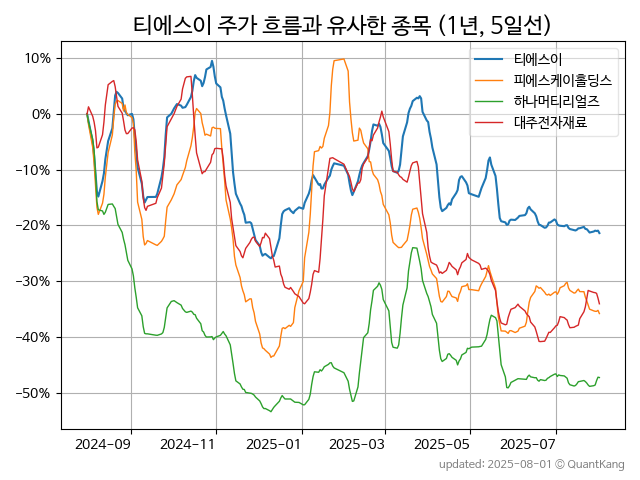 티에스이 주가 흐름과 유사한 종목 (1년, 5일선)
티에스이
피에스케이홀딩스
하나머티리얼즈
대주전자재료
10%
0%
−10%
−20%
−30%
−40%
−50%
2024-09 2024-11 2025-01 2025-03 2025-05 2025-07
updated: 2025-08-01 © QuantKang